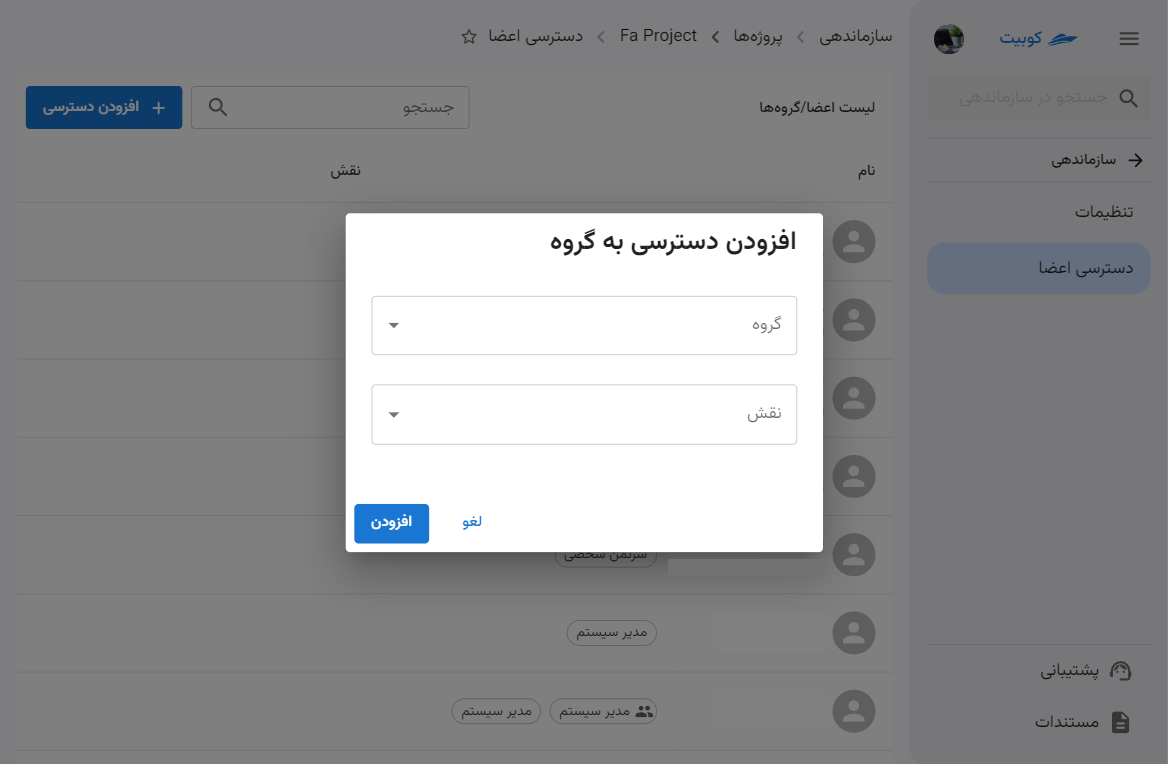 کوبیت
جستجو در سازماندهی
سازماندهی
تنظیمات
دسترسی اعضا
پشتیبانی
مستندات
سازماندهی > پروژه‌ها > Fa Project > دسترسی اعضا
لیست اعضا/گروه‌ها
جستجو
افزودن دسترسی +
نام
نقش
افزودن دسترسی به گروه
گروه
نقش
لغو
افزودن
سرتمن شخصی
مدیر سیستم
مدیر سیستم
مدیر سیستم